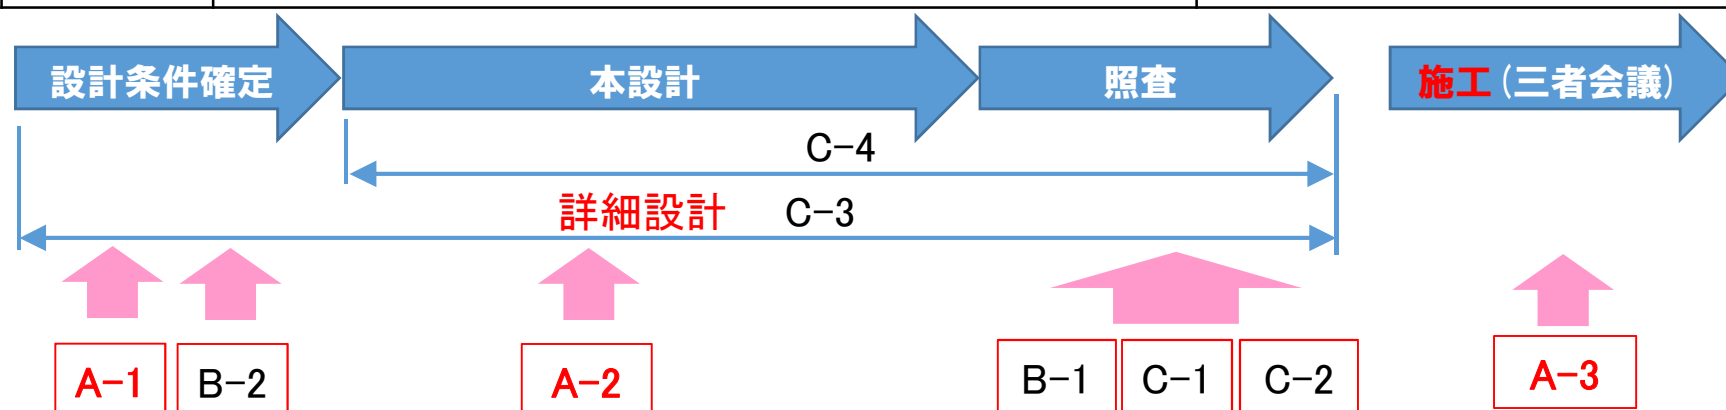 設計条件確定
本設計
照査
施工(三者会議)
C-4
詳細設計 C-3
A-1
B-2
A-2
B-1
C-1
C-2
A-3